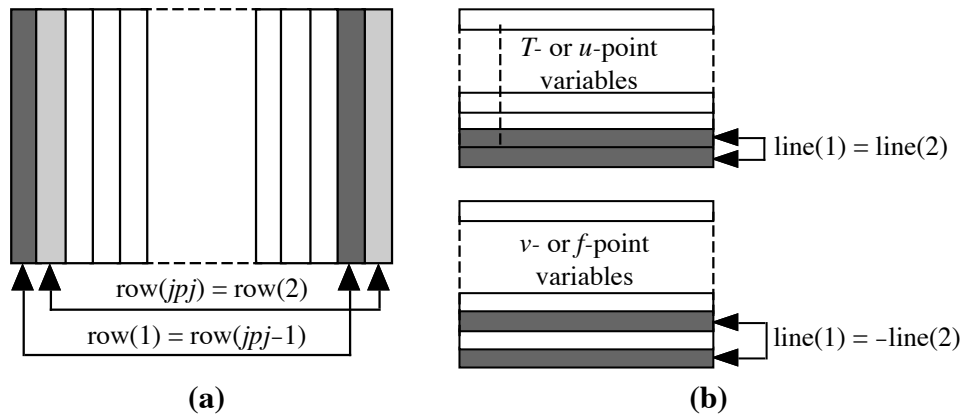 row(jpj) = row(2)
row(1) = row(jpj–1)
(a)
T- or u-point
variables
line(1) = line(2)
v- or f-point
variables
line(1) = –line(2)
(b)